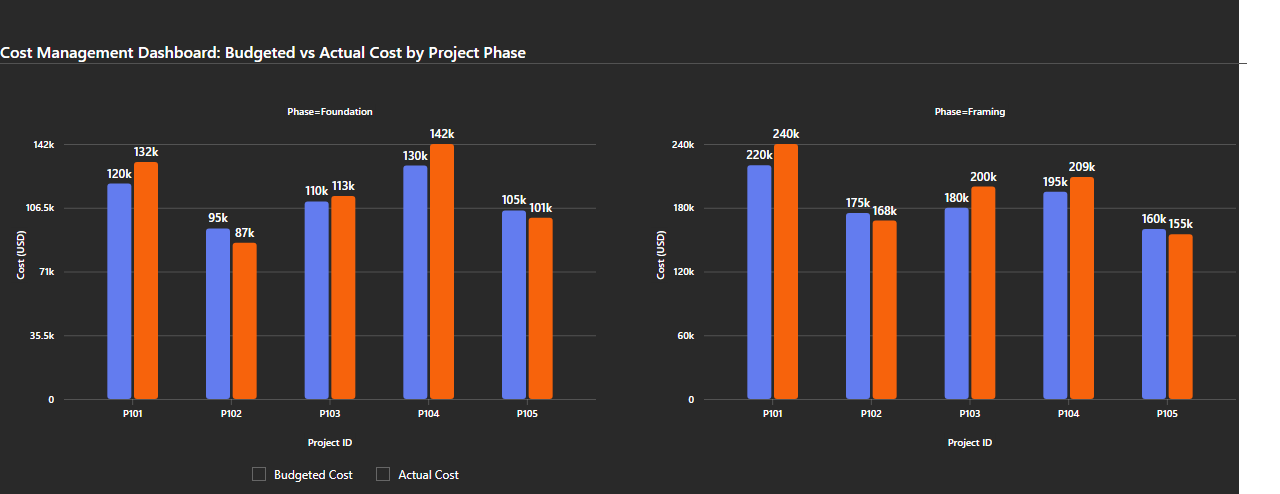 Cost Management Dashboard: Budgeted vs Actual Cost by Project Phase
Phase=Foundation
142k
106.5k
71k
35.5k
0
Cost (USD)
120k
132k
95k
87k
110k
113k
130k
142k
105k
101k
P101
P102
P103
P104
P105
Project ID
Budgeted Cost
Actual Cost
Phase=Framing
240k
180k
120k
60k
0
Cost (USD)
220k
240k
175k
168k
180k
200k
195k
209k
160k
155k
P101
P102
P103
P104
P105
Project ID